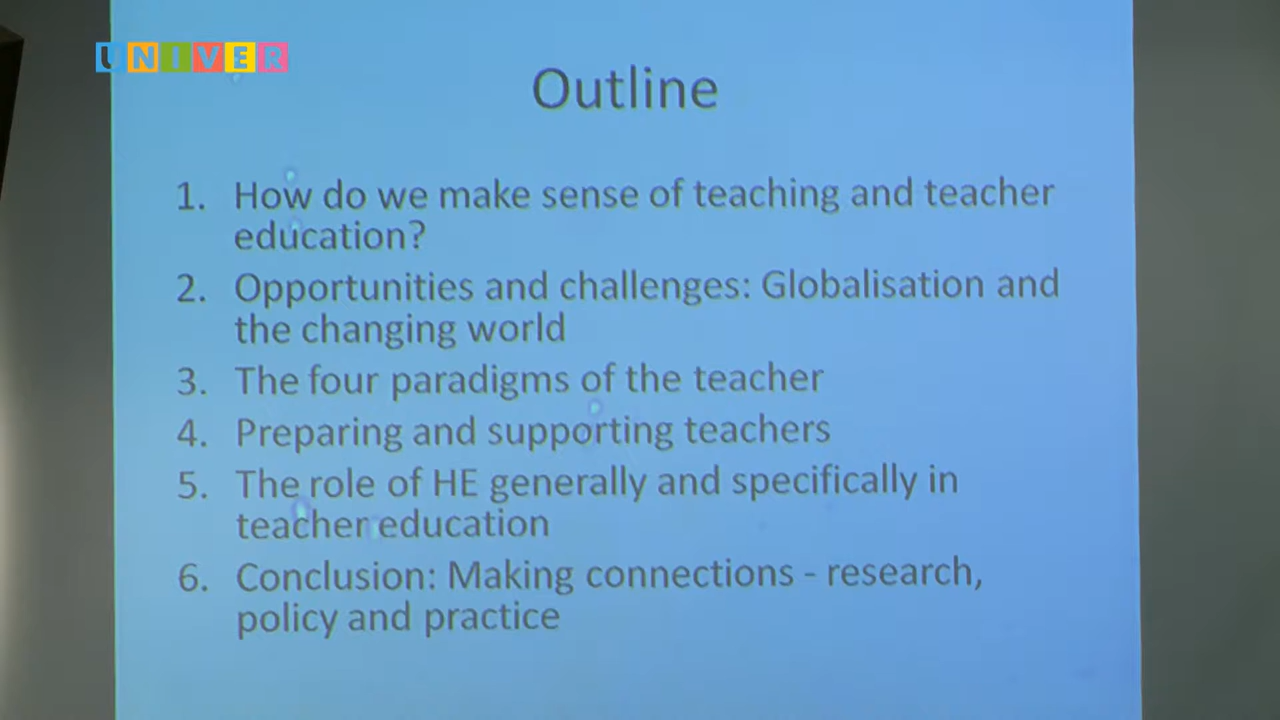 UNIVER
Outline
1. How do we make sense of teaching and teacher
education?
2. Opportunities and challenges: Globalisation and
the changing world
3. The four paradigms of the teacher
4. Preparing and supporting teachers
5. The role of HE generally and specifically in
teacher education
6. Conclusion: Making connections - research,
policy and practice